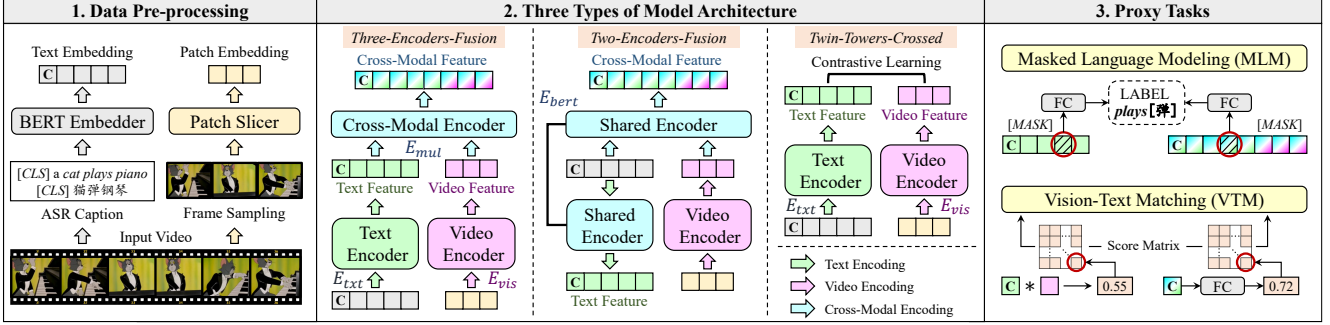 1. Data Pre-processing
Text Embedding
Patch Embedding
C
BERT Embedder
Patch Slicer
[CLS] a cat plays piano
[CLS] 猫弹钢琴
ASR Caption
Frame Sampling
Input Video
2. Three Types of Model Architecture
Three-Encoders-Fusion
Cross-Modal Feature
C
Cross-Modal Encoder
E_mul
C
Text Feature
Video Feature
Text Encoder
Video Encoder
E_txt
E_vis
C
Two-Encoders-Fusion
Cross-Modal Feature
C
E_bert
Shared Encoder
C
Shared Encoder
Video Encoder
C
Text Feature
Twin-Towers-Crossed
Contrastive Learning
C
Text Feature
Video Feature
Text Encoder
Video Encoder
E_txt
E_vis
C
Text Encoding
Video Encoding
Cross-Modal Encoding
3. Proxy Tasks
Masked Language Modeling (MLM)
FC
LABEL
plays[弹]
FC
[MASK]
[MASK]
C
C
Vision-Text Matching (VTM)
Score Matrix
C * 0.55
C FC 0.72